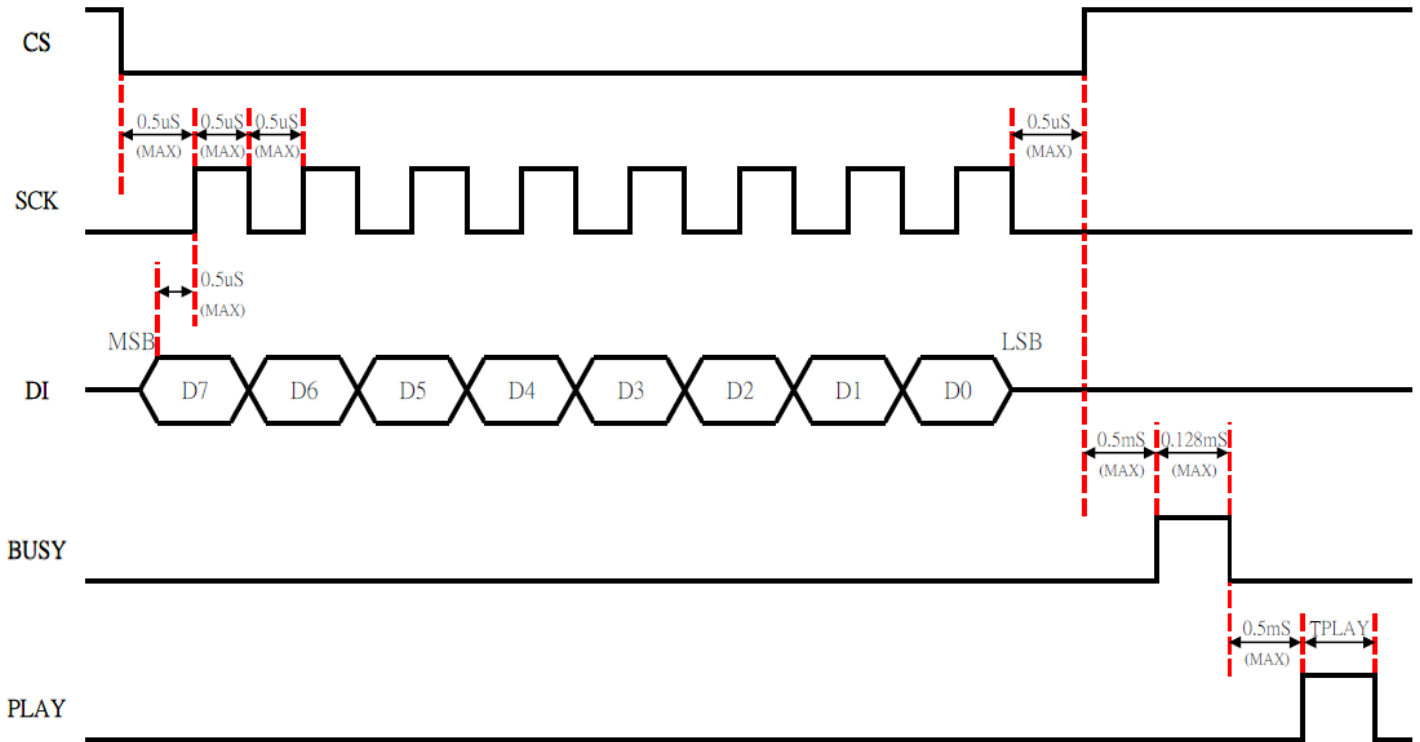 CS
0.5uS 0.5uS 0.5uS 0.5uS
(MAX) (MAX) (MAX) (MAX)
SCK
0.5uS
(MAX)
MSB LSB
DI D7 D6 D5 D4 D3 D2 D1 D0
0.5mS 0.128mS
(MAX) (MAX)
BUSY
0.5mS TPLAY
(MAX)
PLAY